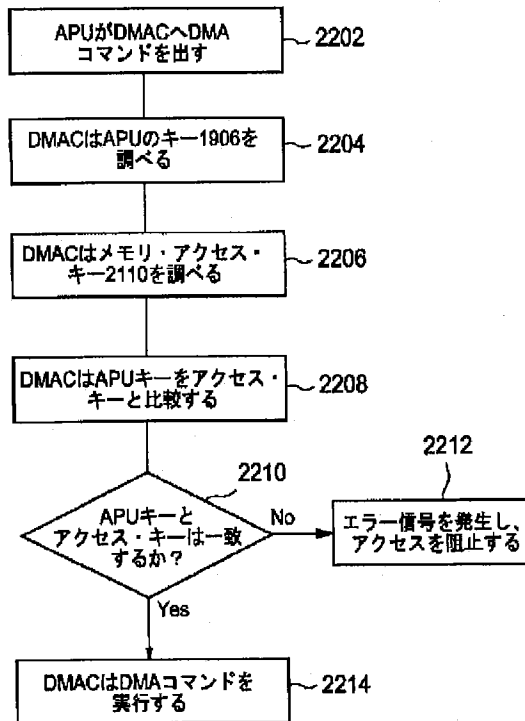 APUがDMACへDMA
コマンドを出す
2202
DMACはAPUのキー1906を
調べる
2204
DMACはメモリ・アクセス・
キー2110を調べる
2206
DMACはAPUキーをアクセス・
キーと比較する
2208
2210
APUキーと
アクセス・キーは一致
するか？
No
2212
エラー信号を発生し、
アクセスを阻止する
Yes
DMACはDMAコマンドを
実行する
2214